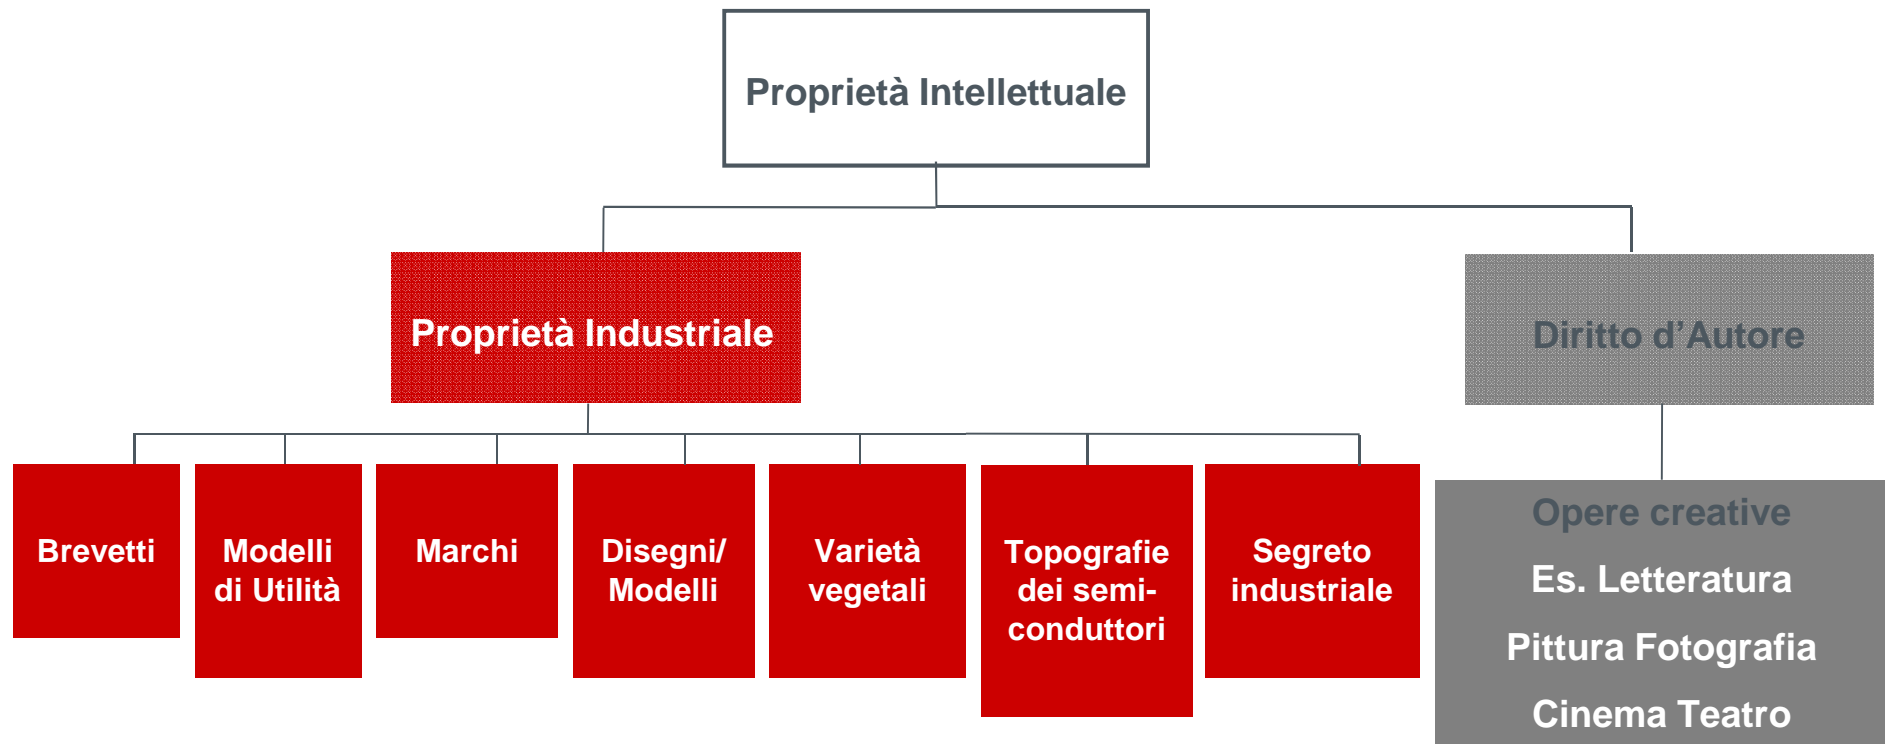 Proprietà Intellettuale
Proprietà Industriale
Diritto d’Autore
Brevetti
Modelli
di Utilità
Marchi
Disegni/
Modelli
Varietà
vegetali
Topografie
dei semi-
conduttori
Segreto
industriale
Opere creative
Es. Letteratura
Pittura Fotografia
Cinema Teatro